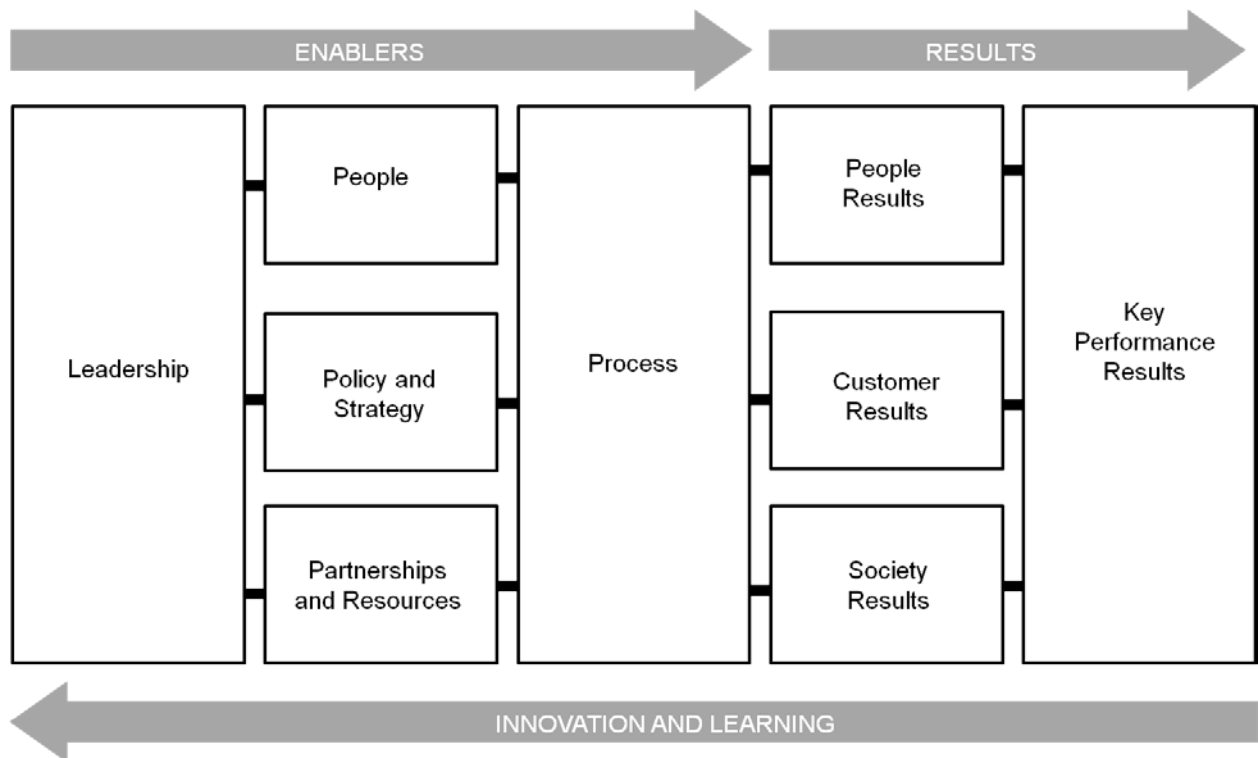 ENABLERS
RESULTS
Leadership
People
Policy and
Strategy
Partnerships
and Resources
Process
People
Results
Customer
Results
Society
Results
Key
Performance
Results
INNOVATION AND LEARNING